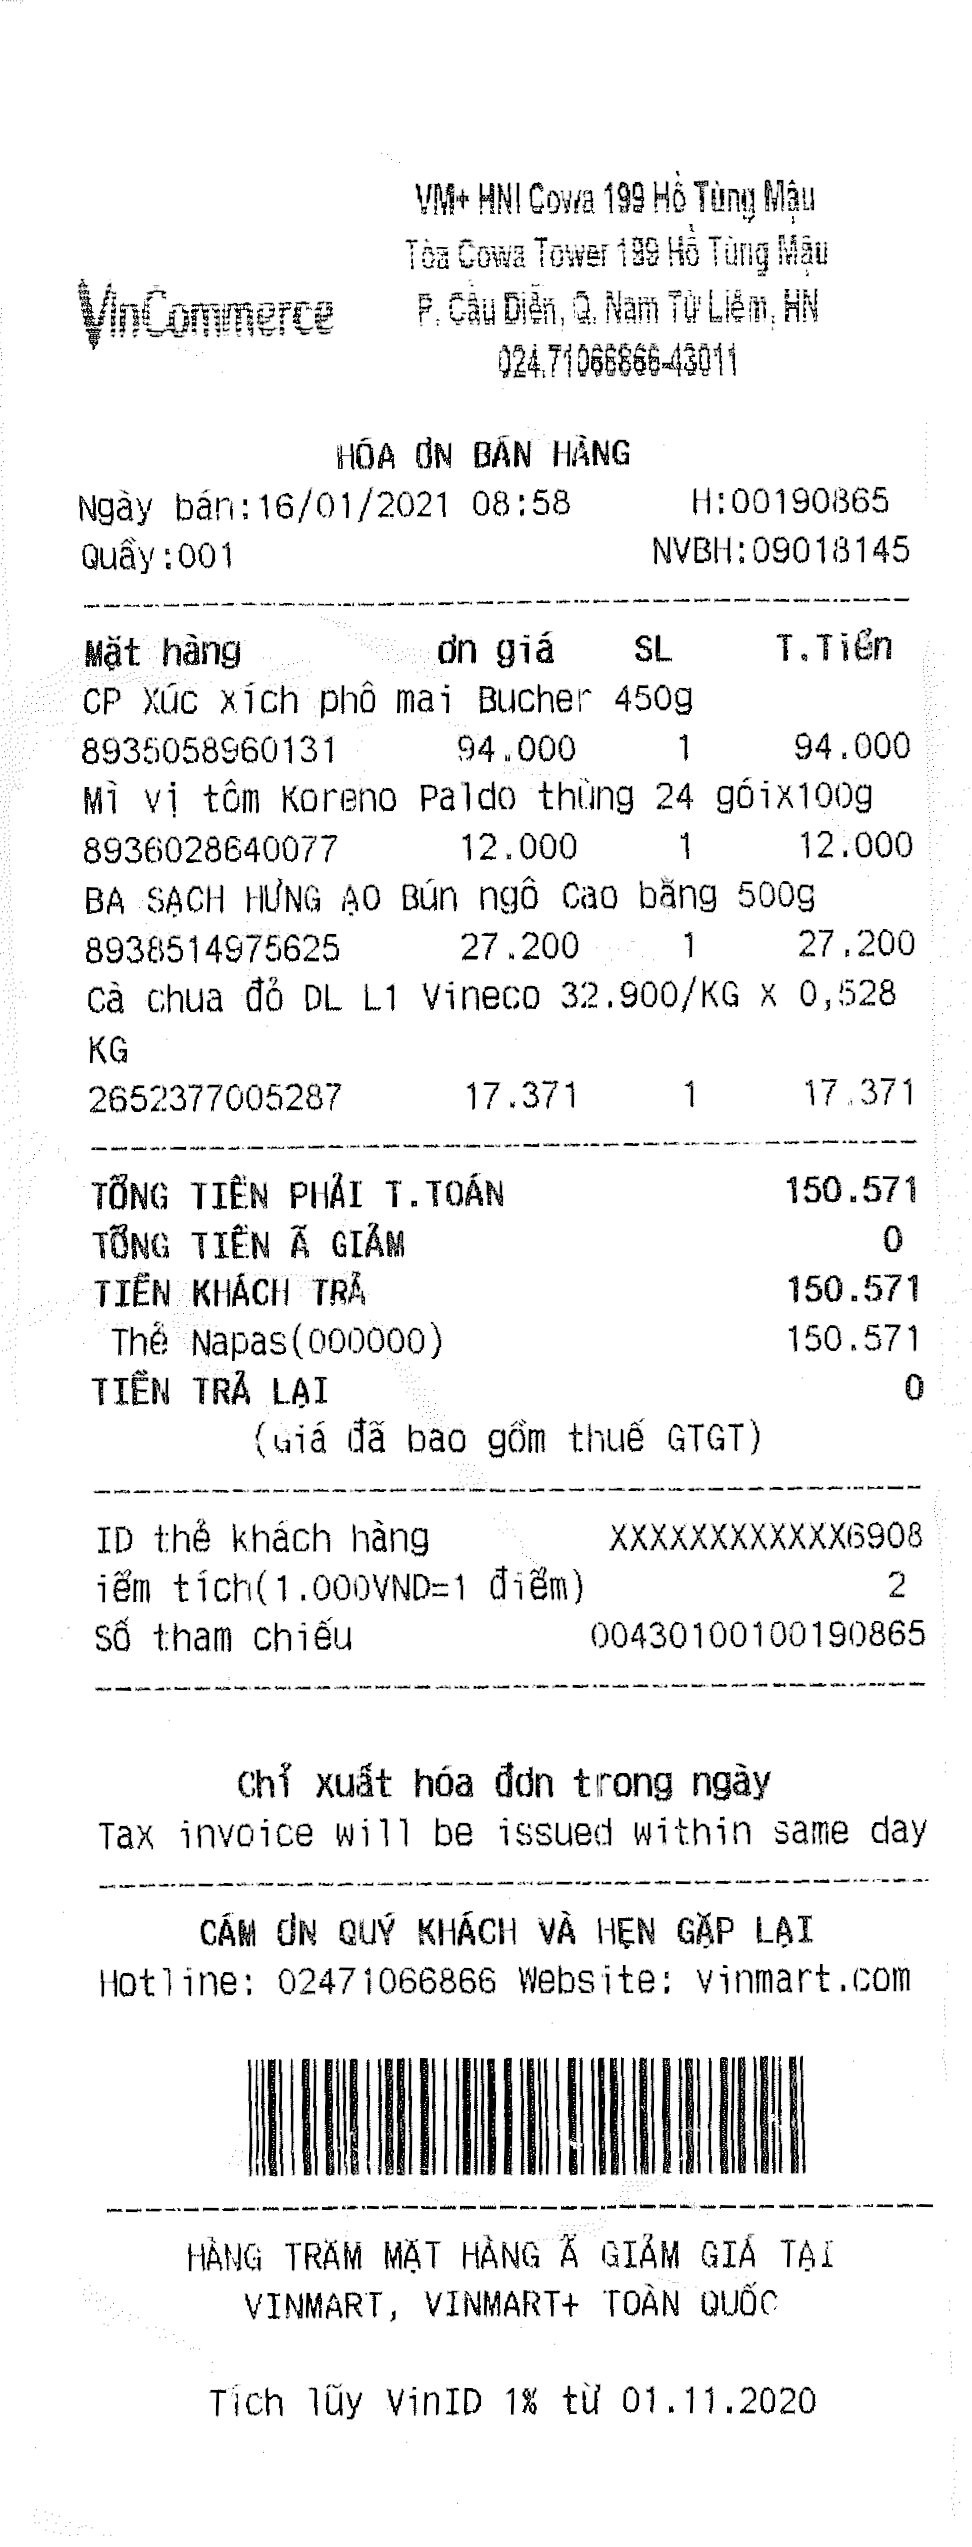 VM+ HNI Cowa 199 Hồ Tùng Mậu
Tòa Cowa Tower 199 Hồ Tùng Mậu
VinCommerce
P. Cầu Diễn, Q. Nam Từ Liêm, HN
024.71066866-43011
HÓA ƠN BÁN HÀNG
Ngày bán:16/01/2021 08:58 H:00190865
Quầy:001 NVBH:09018145
Mặt hàng ơn giá SL T.Tiền
CP Xúc xích phô mai Bucher 450g
8935058960131 94.000 1 94.000
Mì vị tôm Koreno Paldo thùng 24 góix100g
8936028640077 12.000 1 12.000
BA SẠCH HƯNG ẠO Bún ngô Cao bằng 500g
8938514975625 27.200 1 27.200
Cà chua đỏ DL L1 Vineco 32.900/KG X 0,528
KG
2652377005287 17.371 1 17.371
TỔNG TIỀN PHẢI T.TOÁN 150.571
TỔNG TIỀN Ã GIẢM 0
TIỀN KHÁCH TRẢ 150.571
Thẻ Napas(000000) 150.571
TIỀN TRẢ LẠI 0
(Giá đã bao gồm thuế GTGT)
ID thẻ khách hàng XXXXXXXXXXXX6908
iểm tích(1.000VND=1 điểm) 2
Số tham chiếu 00430100100190865
Chỉ xuất hóa đơn trong ngày
Tax invoice will be issued within same day
CÁM ƠN QUÝ KHÁCH VÀ HẸN GẶP LẠI
Hotline: 02471066866 Website: vinmart.com
HÀNG TRĂM MẶT HÀNG Ã GIẢM GIÁ TẠI
VINMART, VINMART+ TOÀN QUỐC
Tích lũy VinID 1% từ 01.11.2020